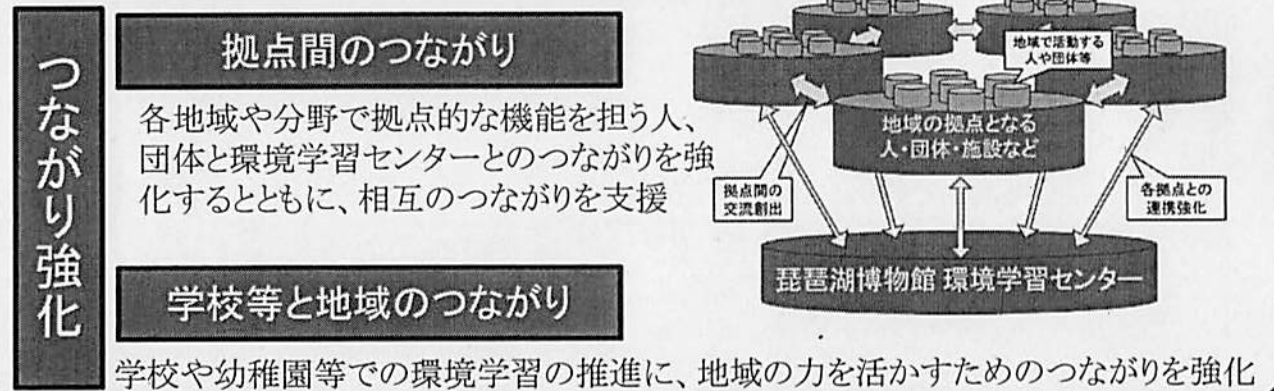 つながり強化
拠点間のつながり
各地域や分野で拠点的な機能を担う人、
団体と環境学習センターとのつながりを強
化するとともに、相互のつながりを支援
地域で活動する
人や団体等
地域の拠点となる
人・団体・施設など
拠点間の
交流創出
各拠点との
連携強化
琵琶湖博物館 環境学習センター
学校等と地域のつながり
学校や幼稚園等での環境学習の推進に、地域の力を活かすためのつながりを強化